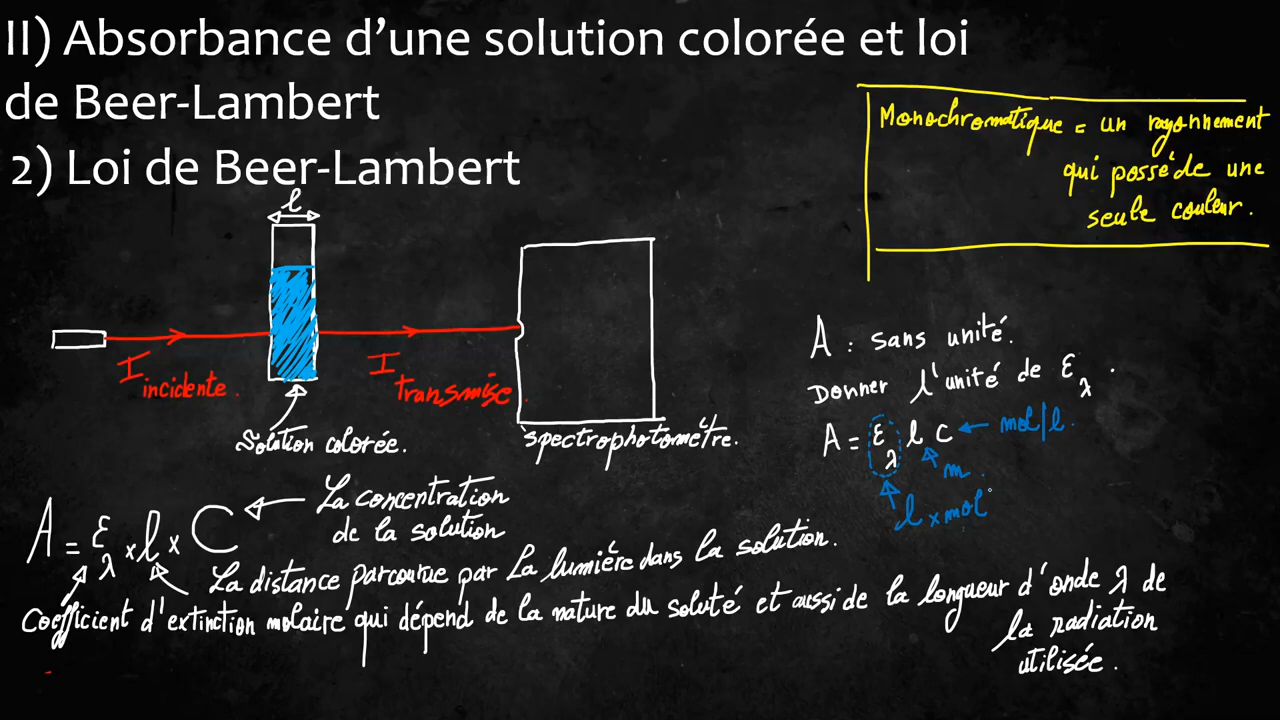 II) Absorbance d'une solution colorée et loi
de Beer-Lambert
2) Loi de Beer-Lambert
Monochromatique = un rayonnement
qui possède une
seule couleur.
l
I incidente.
I transmise.
Solution colorée.
spectrophotomètre.
A : sans unité.
Donner l'unité de ελ.
A = ελ l C ← mol/l.
m.
l x mol
A = ελ x l x C ← La concentration
de la solution
La distance parcourue par La lumière dans la solution.
Coefficient d'extinction molaire qui dépend de la nature du soluté et aussi de la longueur d'onde λ de
la radiation
utilisée.